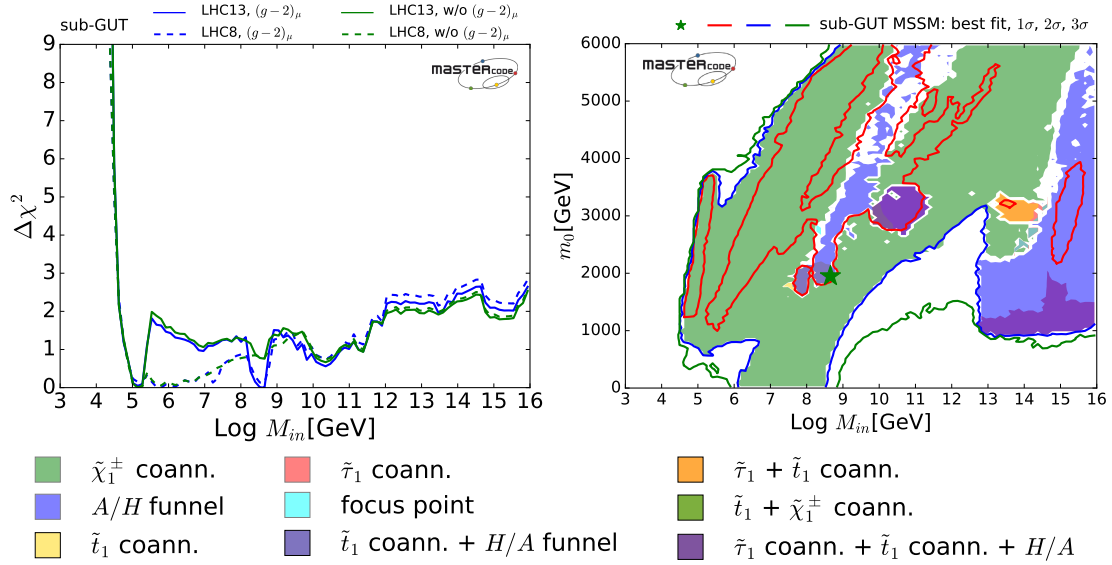 sub-GUT
LHC13, (g−2)μ
LHC8, (g−2)μ
LHC13, w/o (g−2)μ
LHC8, w/o (g−2)μ
MASTERCODE
Δχ²
9
8
7
6
5
4
3
2
1
0
3 4 5 6 7 8 9 10 11 12 13 14 15 16
Log M_in[GeV]
sub-GUT MSSM: best fit, 1σ, 2σ, 3σ
MASTERCODE
m₀[GeV]
6000
5000
4000
3000
2000
1000
0
3 4 5 6 7 8 9 10 11 12 13 14 15 16
Log M_in[GeV]
χ̃₁^± coann.
A/H funnel
t̃₁ coann.
τ̃₁ coann.
focus point
t̃₁ coann. + H/A funnel
τ̃₁ + t̃₁ coann.
t̃₁ + χ̃₁^± coann.
τ̃₁ coann. + t̃₁ coann. + H/A